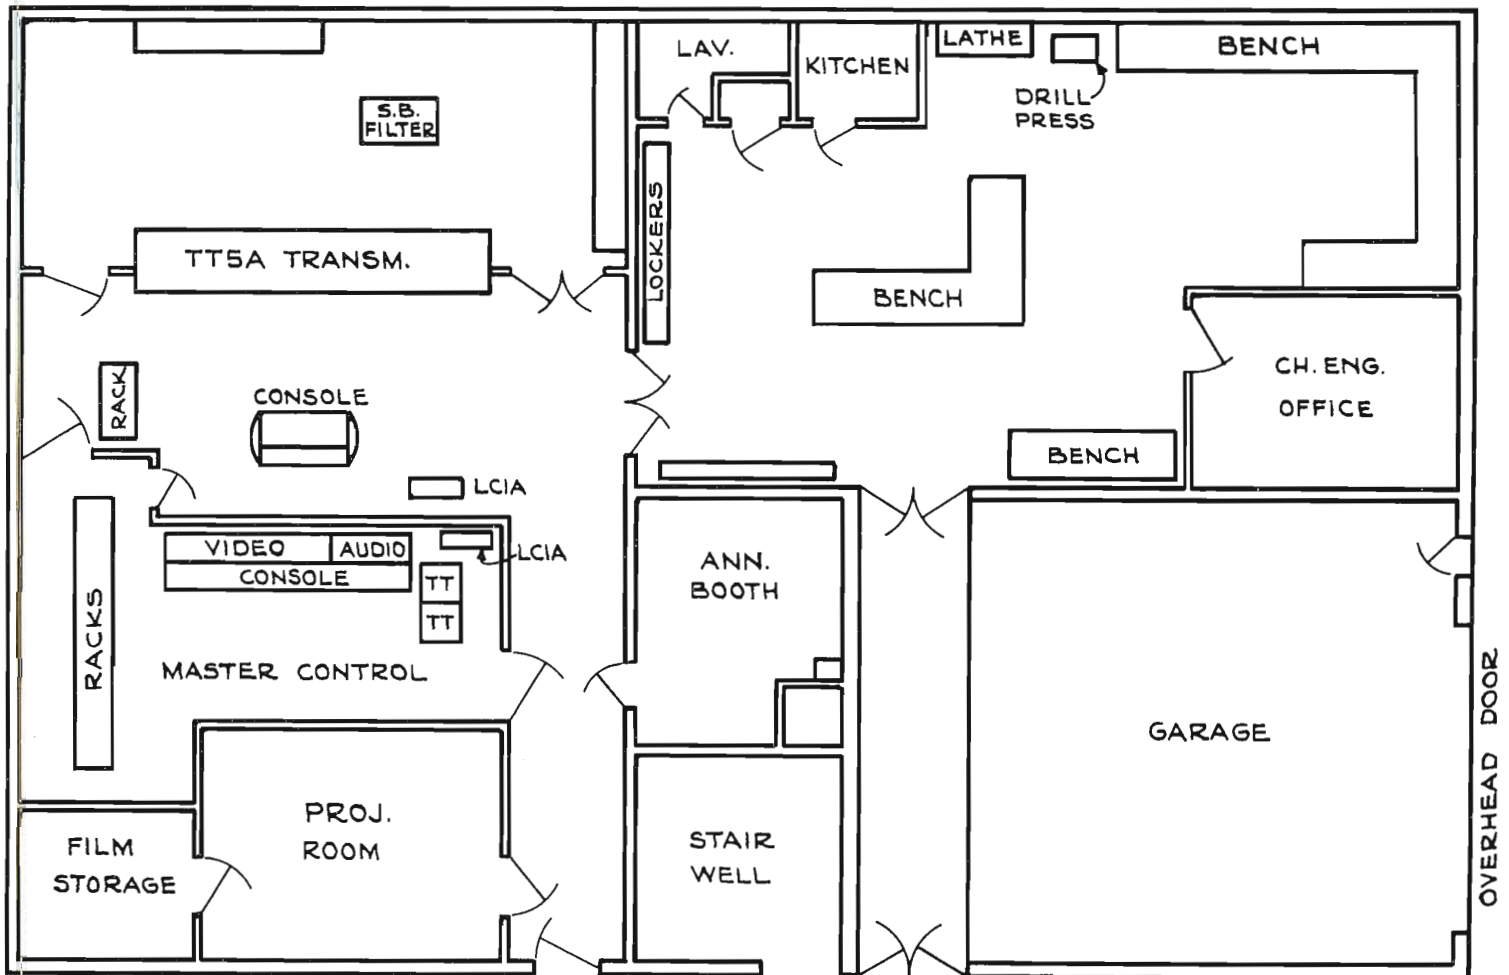 LAV.
KITCHEN
LATHE
BENCH
DRILL
PRESS
S.B.
FILTER
LOCKERS
TT5A TRANSM.
BENCH
CH. ENG.
OFFICE
RACK
CONSOLE
BENCH
LCIA
VIDEO
AUDIO
LCIA
CONSOLE
TT
TT
ANN.
BOOTH
RACKS
MASTER CONTROL
GARAGE
OVERHEAD DOOR
PROJ.
ROOM
FILM
STORAGE
STAIR
WELL